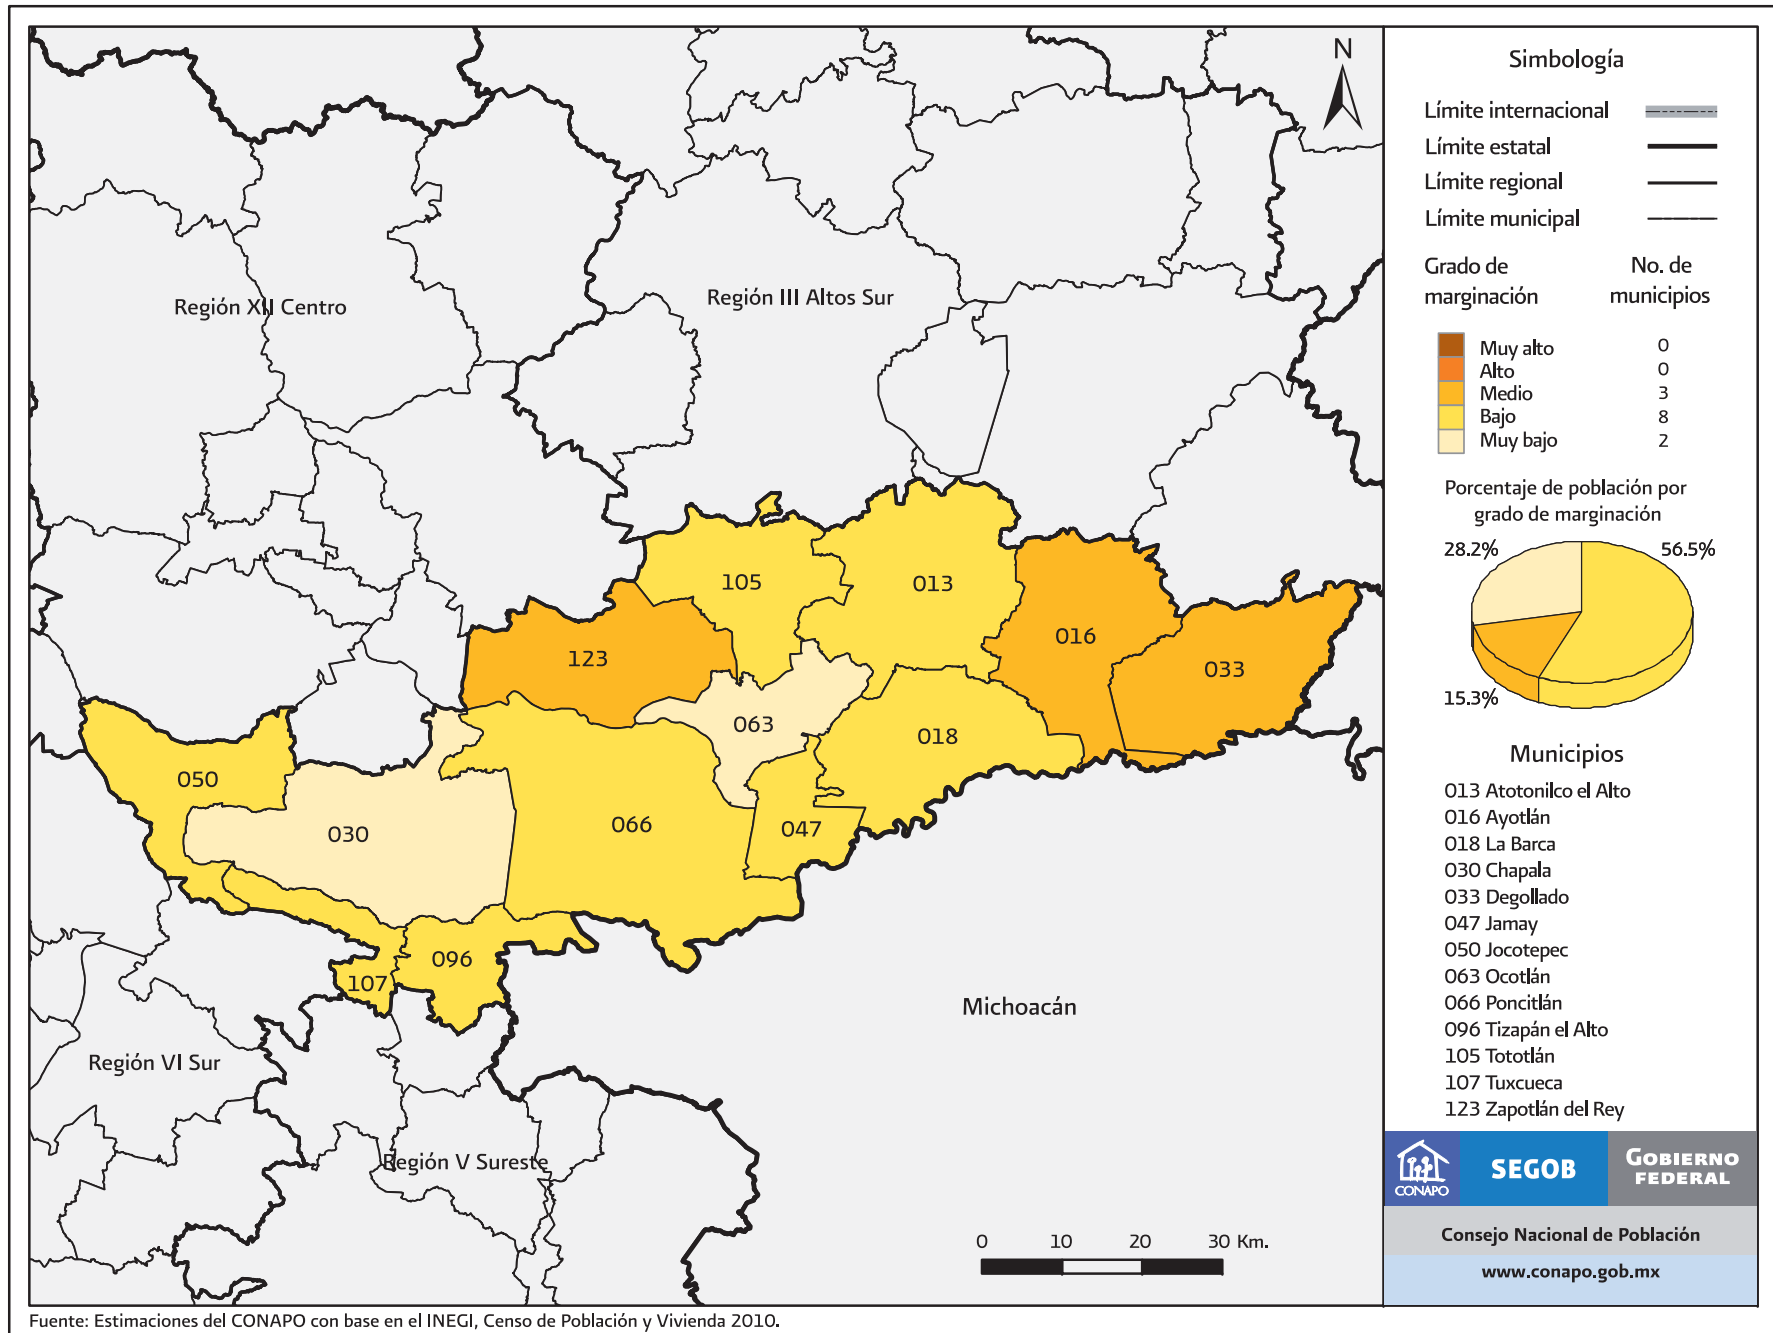 N
Región XII Centro
Región III Altos Sur
105
013
016
123
033
063
018
050
030
066
047
096
107
Michoacán
Región VI Sur
Región V Sureste
0 10 20 30 Km.
Simbología
Límite internacional
Límite estatal
Límite regional
Límite municipal
Grado de marginación No. de municipios
Muy alto 0
Alto 0
Medio 3
Bajo 8
Muy bajo 2
Porcentaje de población por
grado de marginación
28.2% 56.5%
15.3%
Municipios
013 Atotonilco el Alto
016 Ayotlán
018 La Barca
030 Chapala
033 Degollado
047 Jamay
050 Jocotepec
063 Ocotlán
066 Poncitlán
096 Tizapán el Alto
105 Tototlán
107 Tuxcueca
123 Zapotlán del Rey
CONAPO
SEGOB
GOBIERNO
FEDERAL
Consejo Nacional de Población
www.conapo.gob.mx
Fuente: Estimaciones del CONAPO con base en el INEGI, Censo de Población y Vivienda 2010.